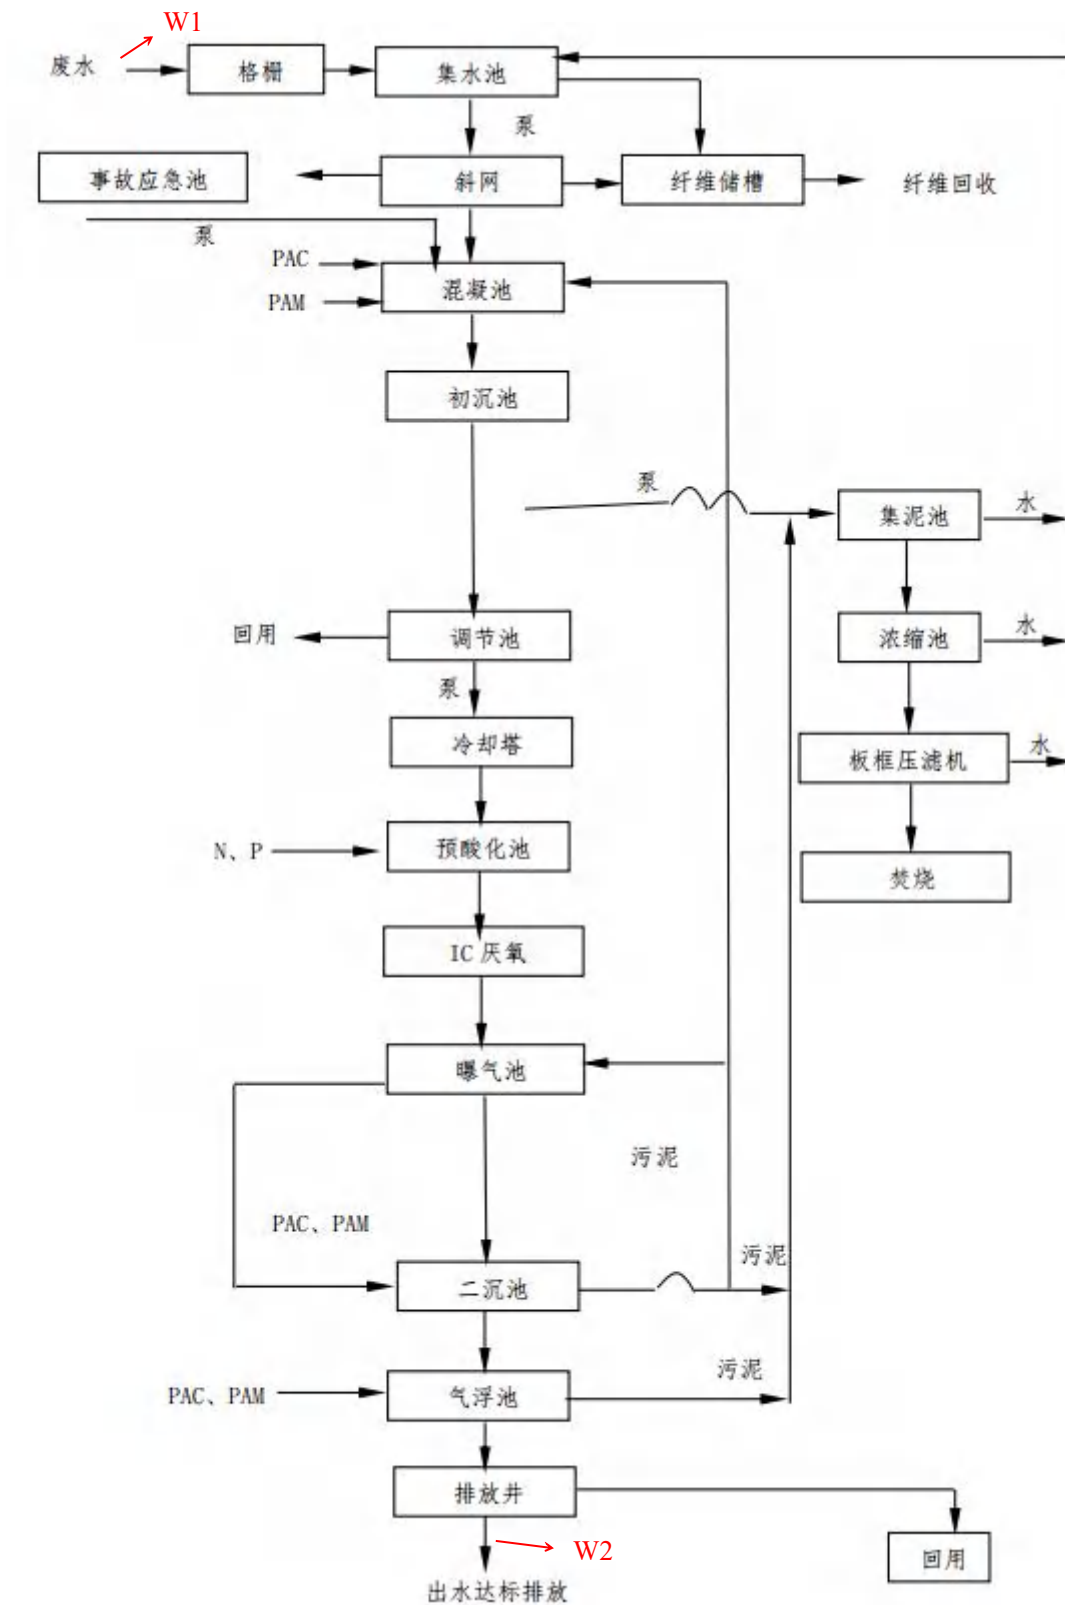 W1
废水
格栅
集水池
泵
事故应急池
斜网
纤维储槽
纤维回收
泵
PAC
混凝池
PAM
初沉池
泵
集泥池
水
回用
调节池
浓缩池
水
泵
冷却塔
板框压滤机
水
N、P
预酸化池
焚烧
IC厌氧
曝气池
污泥
PAC、PAM
污泥
二沉池
污泥
PAC、PAM
气浮池
排放井
W2
回用
出水达标排放